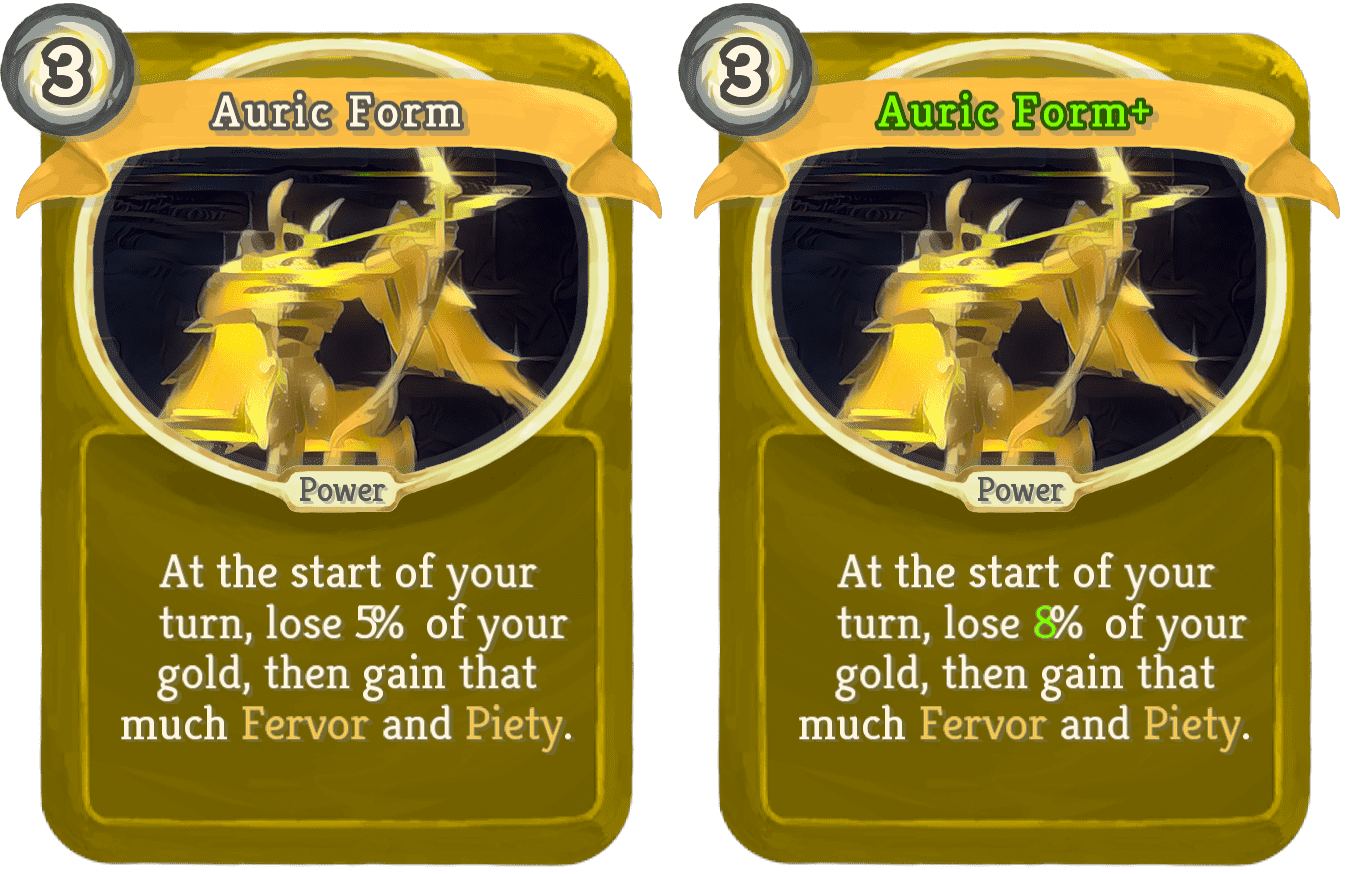 3
Auric Form
Power
At the start of your
turn, lose 5% of your
gold, then gain that
much Fervor and Piety.
3
Auric Form+
Power
At the start of your
turn, lose 8% of your
gold, then gain that
much Fervor and Piety.